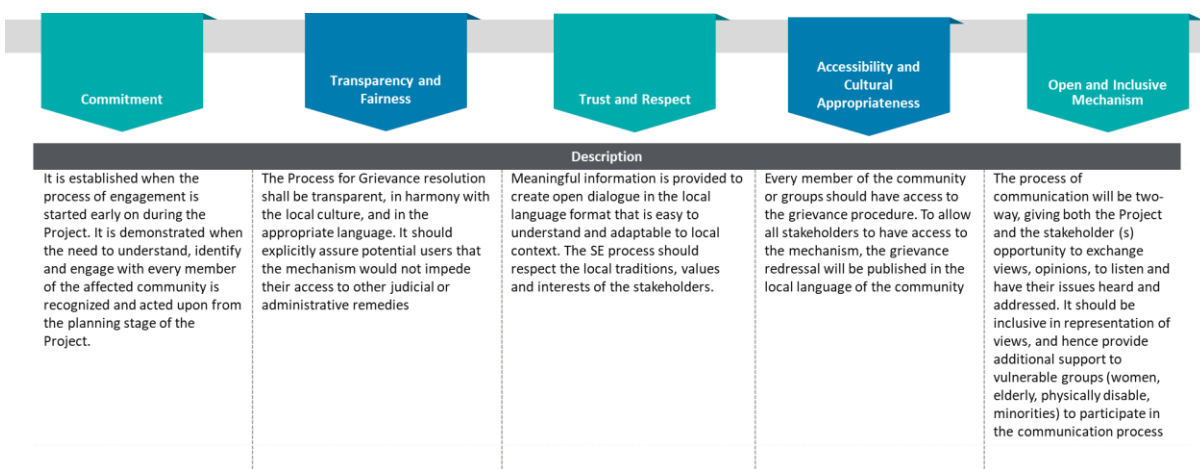 Commitment
Transparency and
Fairness
Trust and Respect
Accessibility and
Cultural
Appropriateness
Open and Inclusive
Mechanism
Description
It is established when the
process of engagement is
started early on during the
Project. It is demonstrated when
the need to understand, identify
and engage with every member
of the affected community is
recognized and acted upon from
the planning stage of the
Project.
The Process for Grievance resolution
shall be transparent, in harmony with
the local culture, and in the
appropriate language. It should
explicitly assure potential users that
the mechanism would not impede
their access to other judicial or
administrative remedies
Meaningful information is provided to
create open dialogue in the local
language format that is easy to
understand and adaptable to local
context. The SE process should
respect the local traditions, values
and interests of the stakeholders.
Every member of the community
or groups should have access to
the grievance procedure. To allow
all stakeholders to have access to
the mechanism, the grievance
redressal will be published in the
local language of the community
The process of
communication will be two-
way, giving both the Project
and the stakeholder (s)
opportunity to exchange
views, opinions, to listen and
have their issues heard and
addressed. It should be
inclusive in representation of
views, and hence provide
additional support to
vulnerable groups (women,
elderly, physically disable,
minorities) to participate in
the communication process